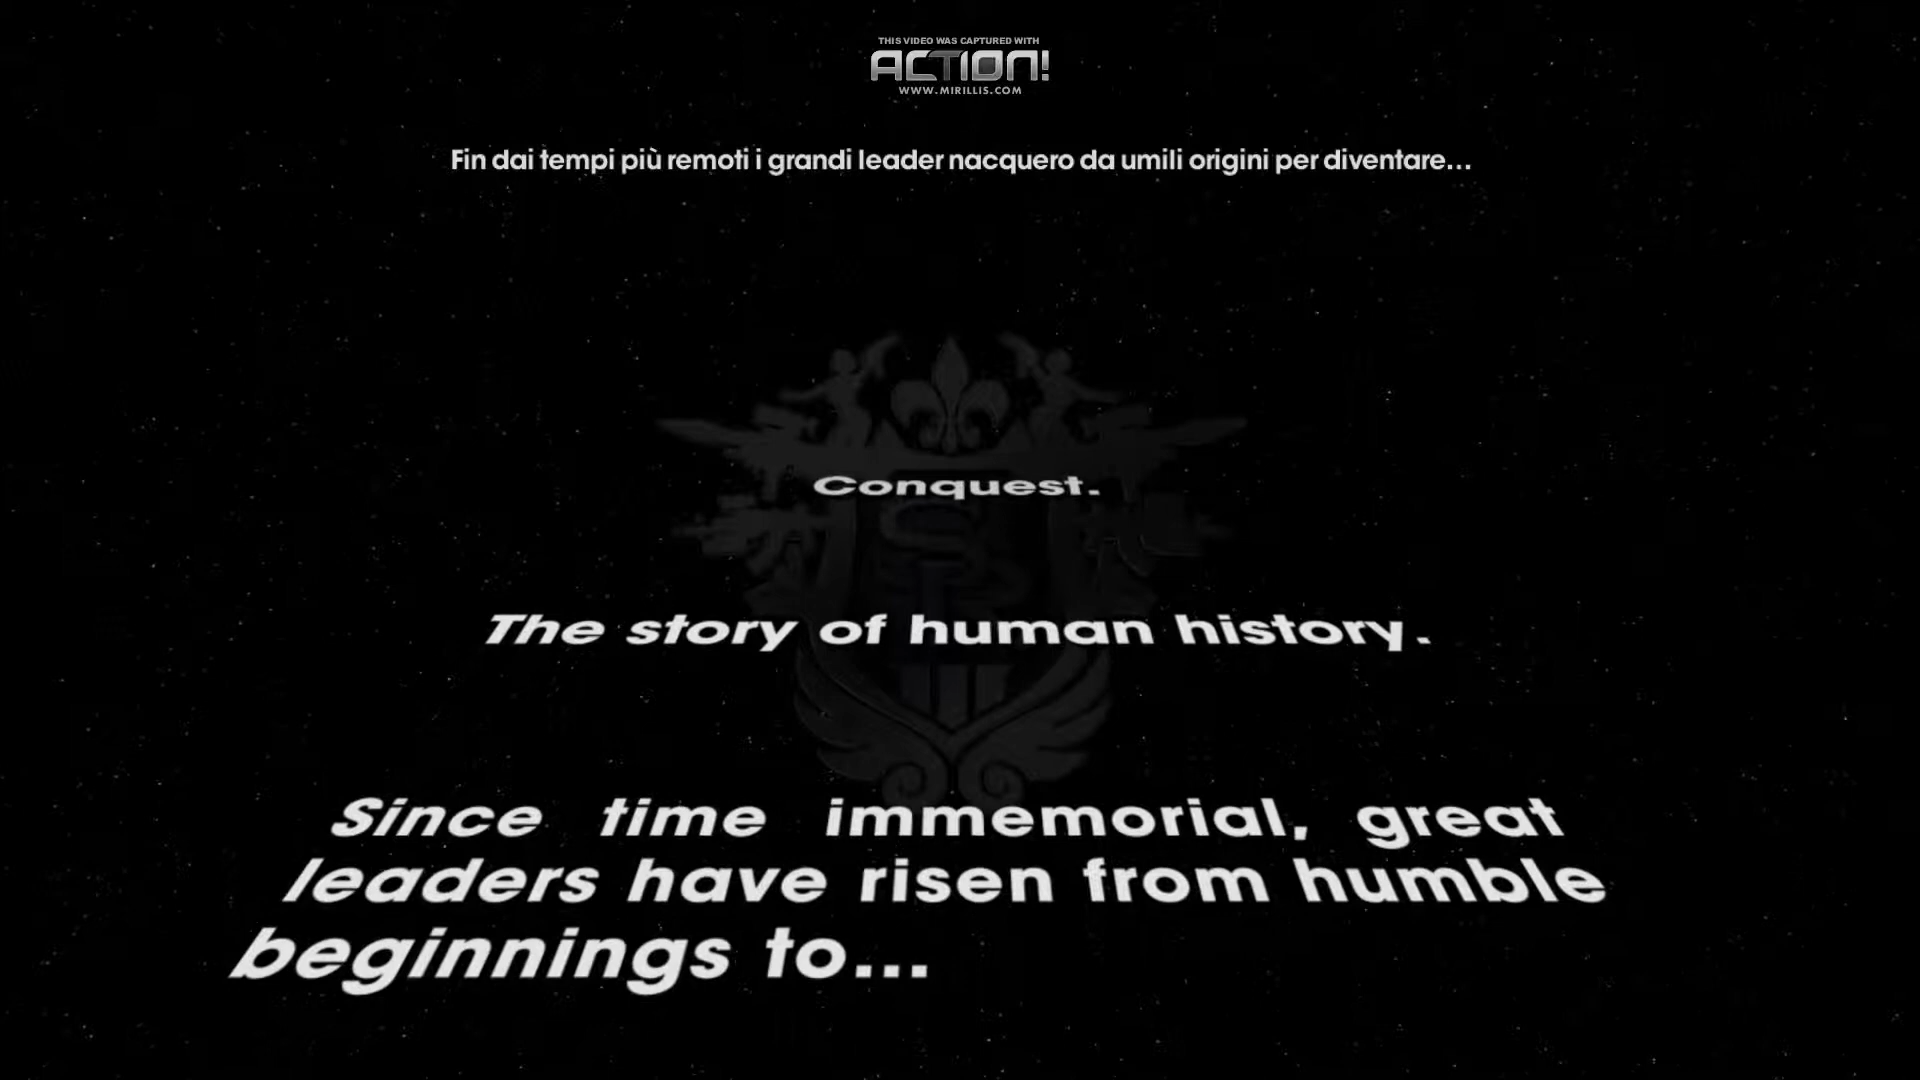 THIS VIDEO WAS CAPTURED WITH
ACTION!
WWW.MIRILLIS.COM
Fin dai tempi più remoti i grandi leader nacquero da umili origini per diventare...
Conquest.
The story of human history.
Since time immemorial, great
leaders have risen from humble
beginnings to...